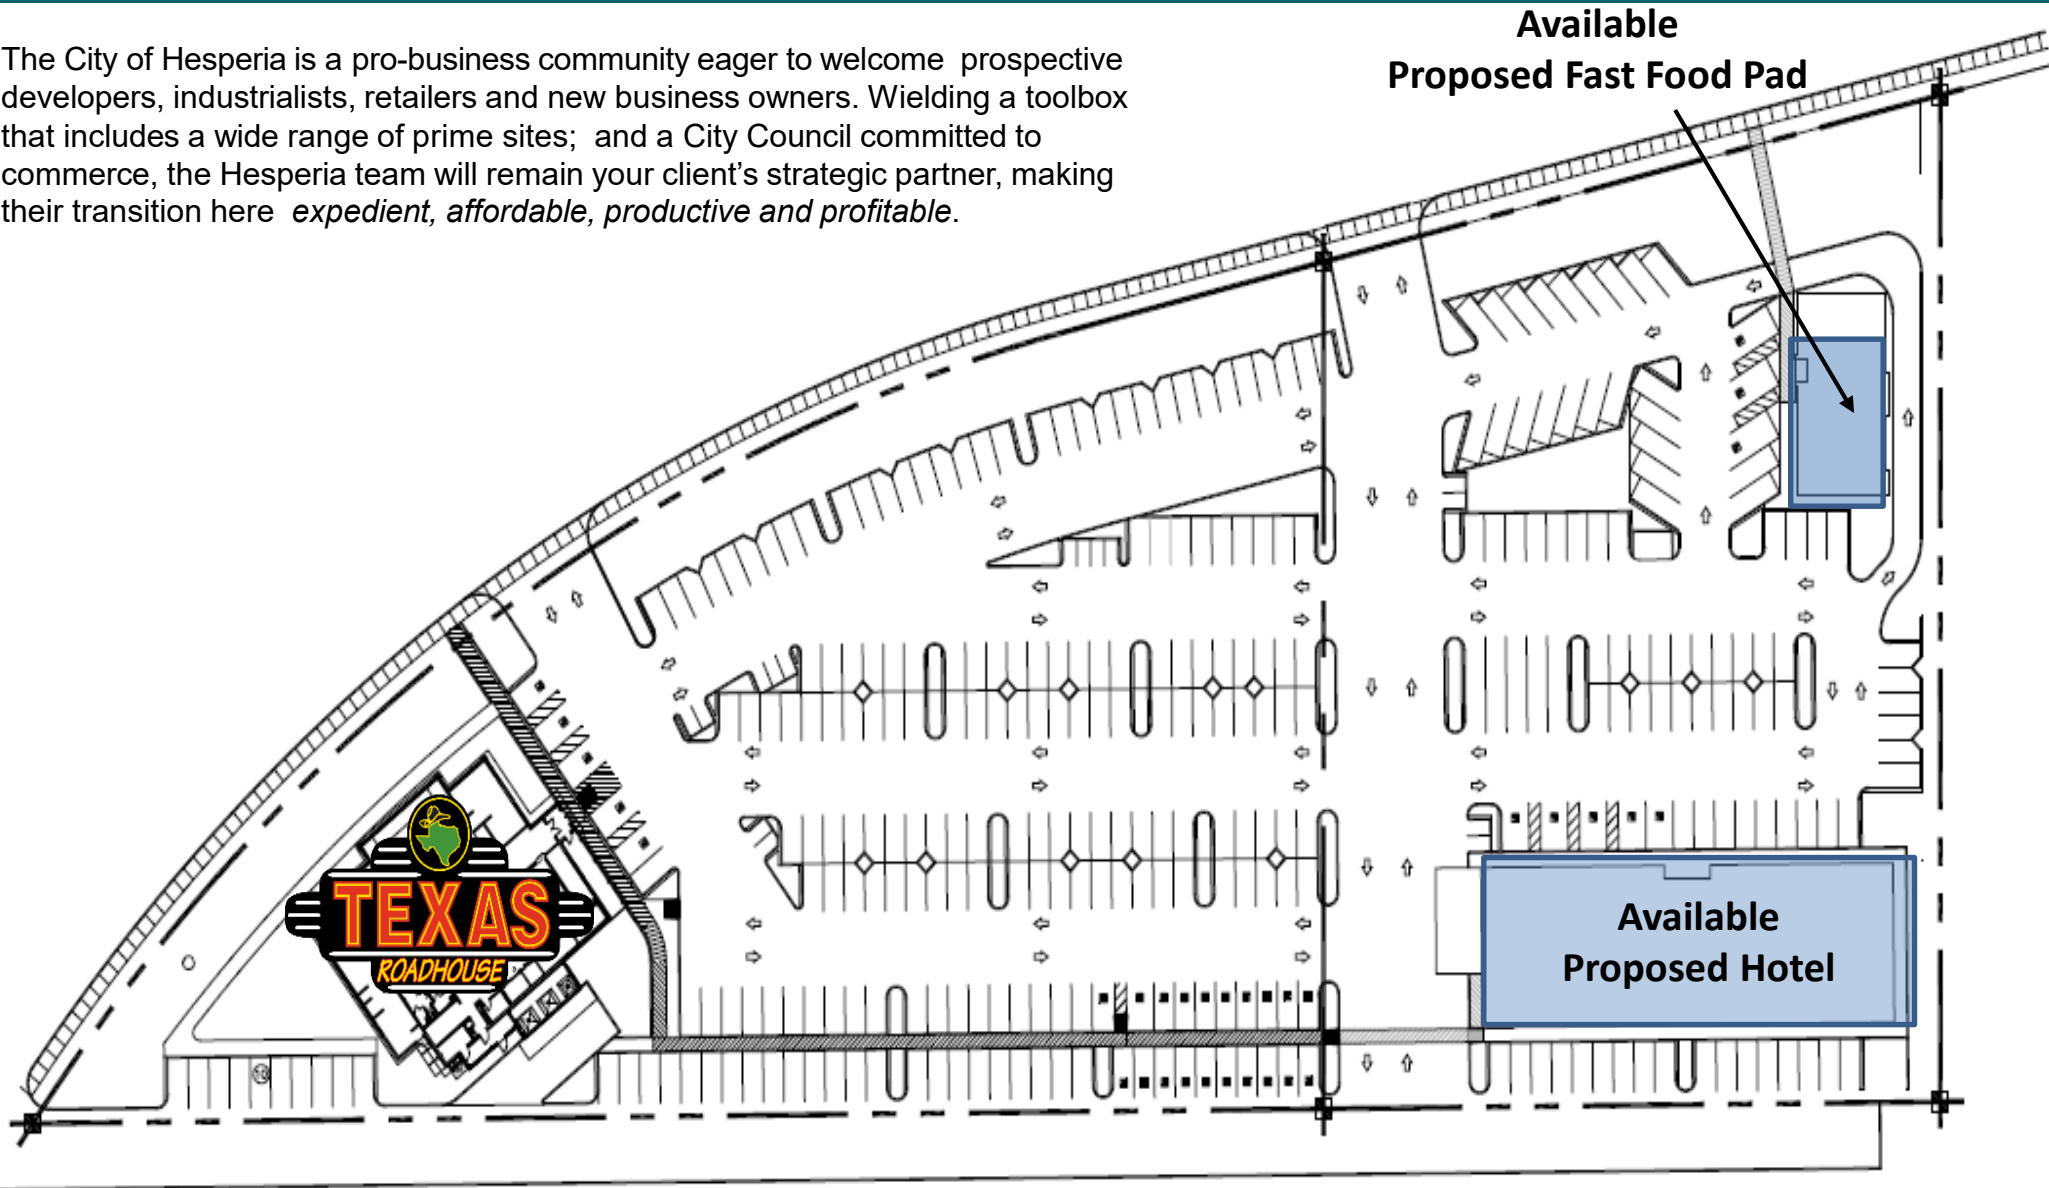 Available
Proposed Fast Food Pad
The City of Hesperia is a pro-business community eager to welcome  prospective
developers, industrialists, retailers and new business owners. Wielding a toolbox
that includes a wide range of prime sites;  and a City Council committed to
commerce, the Hesperia team will remain your client’s strategic partner, making
their transition here  expedient, affordable, productive and profitable.
TEXAS
ROADHOUSE
Available
Proposed Hotel